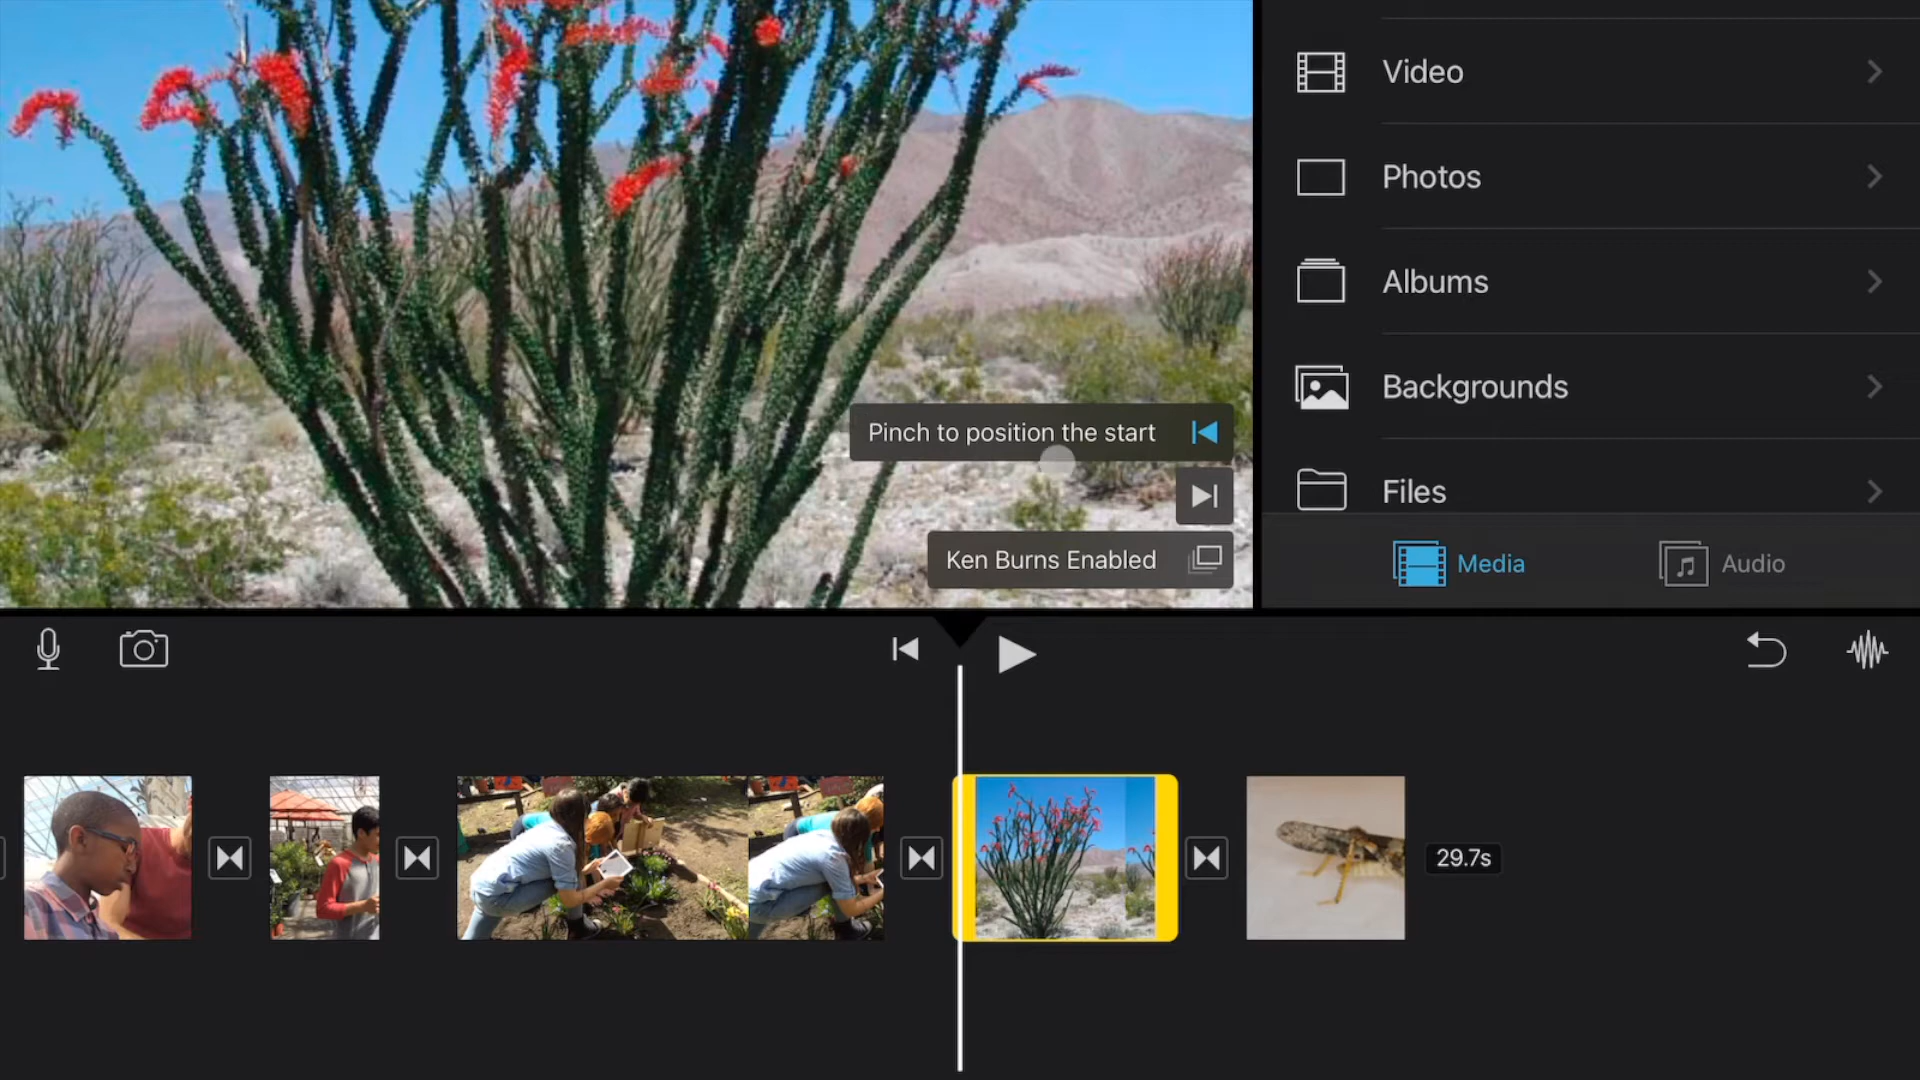 Video
Photos
Albums
Backgrounds
Files
Pinch to position the start
Ken Burns Enabled
Media
Audio
29.7s